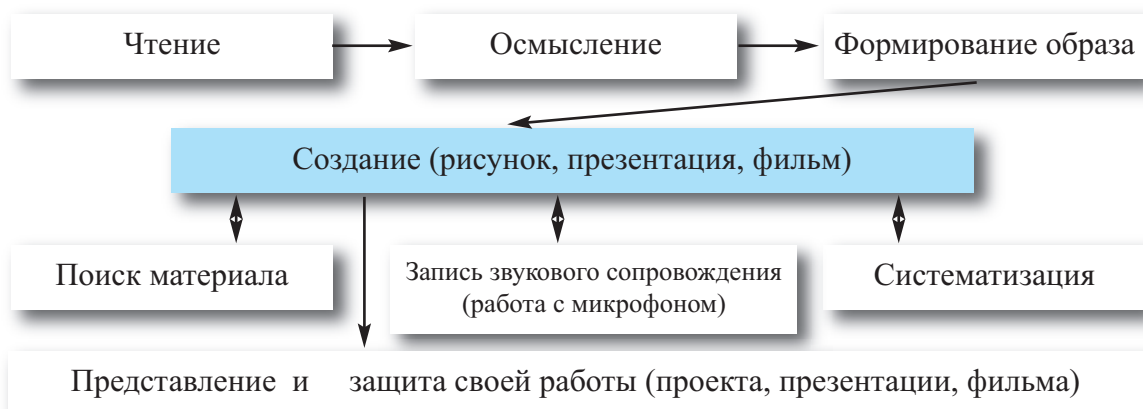 Чтение
Осмысление
Формирование образа
Создание (рисунок, презентация, фильм)
Поиск материала
Запись звукового сопровождения
(работа с микрофоном)
Систематизация
Представление и защита своей работы (проекта, презентации, фильма)